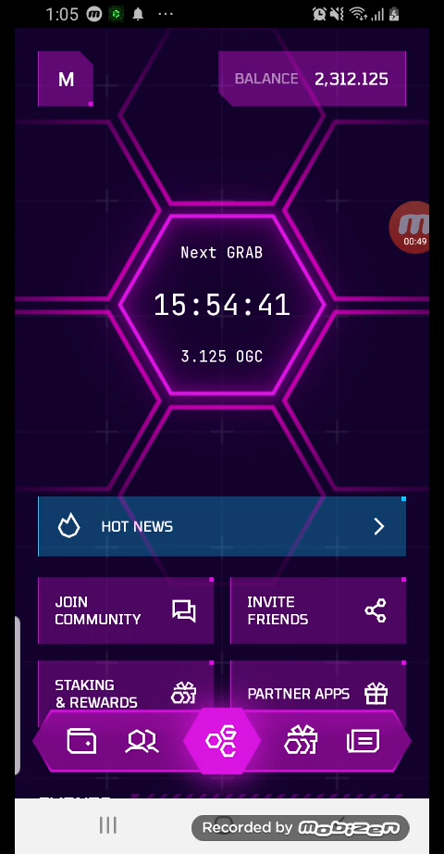 1:05
M
BALANCE 2,312.125
00:49
Next GRAB
15:54:41
3.125 OGC
HOT NEWS
JOIN
COMMUNITY
INVITE
FRIENDS
STAKING
& REWARDS
PARTNER APPS
Recorded by MOBIZEN